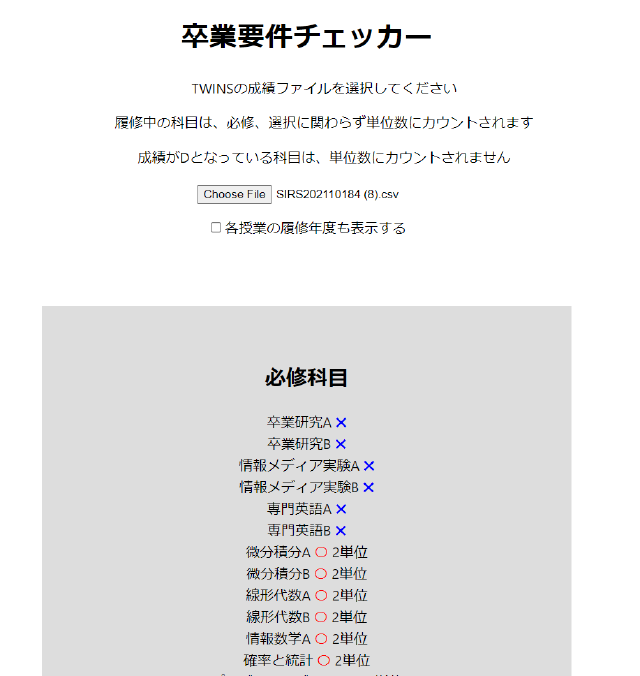 卒業要件チェッカー
TWINSの成績ファイルを選択してください
履修中の科目は、必修、選択に関わらず単位数にカウントされます
成績がDとなっている科目は、単位数にカウントされません
Choose File SIRS202110184 (8).csv
各授業の履修年度も表示する
必修科目
卒業研究A ✕
卒業研究B ✕
情報メディア実験A ✕
情報メディア実験B ✕
専門英語A ✕
専門英語B ✕
微分積分A 〇 2単位
微分積分B 〇 2単位
線形代数A 〇 2単位
線形代数B 〇 2単位
情報数学A 〇 2単位
確率と統計 〇 2単位